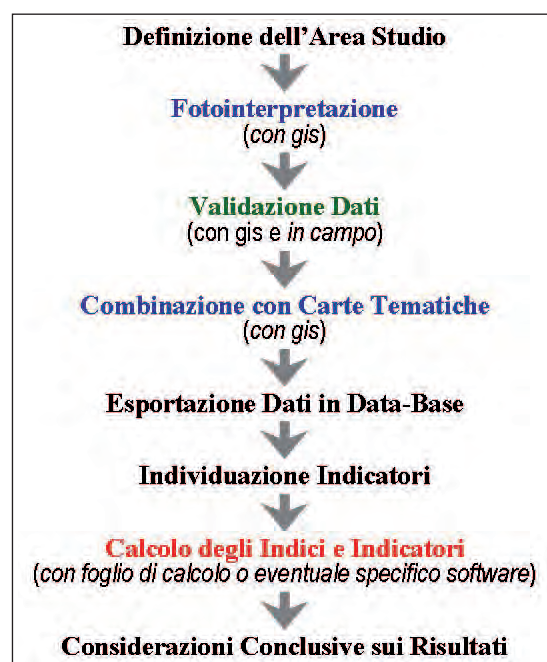 Definizione dell'Area Studio
Fotointerpretazione
(con gis)
Validazione Dati
(con gis e in campo)
Combinazione con Carte Tematiche
(con gis)
Esportazione Dati in Data-Base
Individuazione Indicatori
Calcolo degli Indici e Indicatori
(con foglio di calcolo o eventuale specifico software)
Considerazioni Conclusive sui Risultati